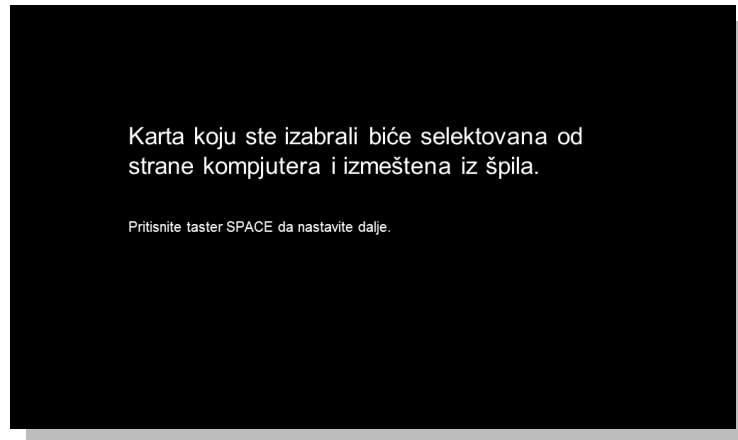 Karta koju ste izabrali biće selektovana od
strane kompjutera i izmeštena iz špila.
Pritisnite taster SPACE da nastavite dalje.